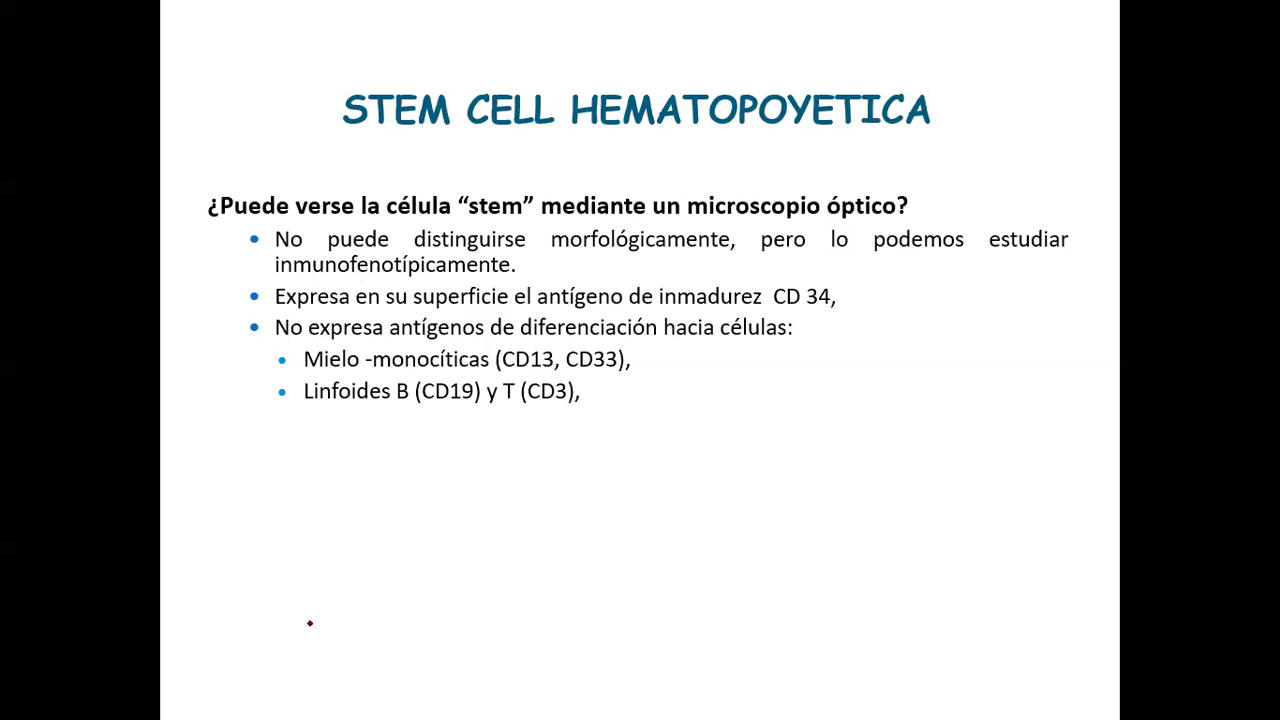 STEM CELL HEMATOPOYETICA
¿Puede verse la célula “stem” mediante un microscopio óptico?
• No puede distinguirse morfológicamente, pero lo podemos estudiar
inmunofenotípicamente.
• Expresa en su superficie el antígeno de inmadurez CD 34,
• No expresa antígenos de diferenciación hacia células:
• Mielo -monocíticas (CD13, CD33),
• Linfoides B (CD19) y T (CD3),